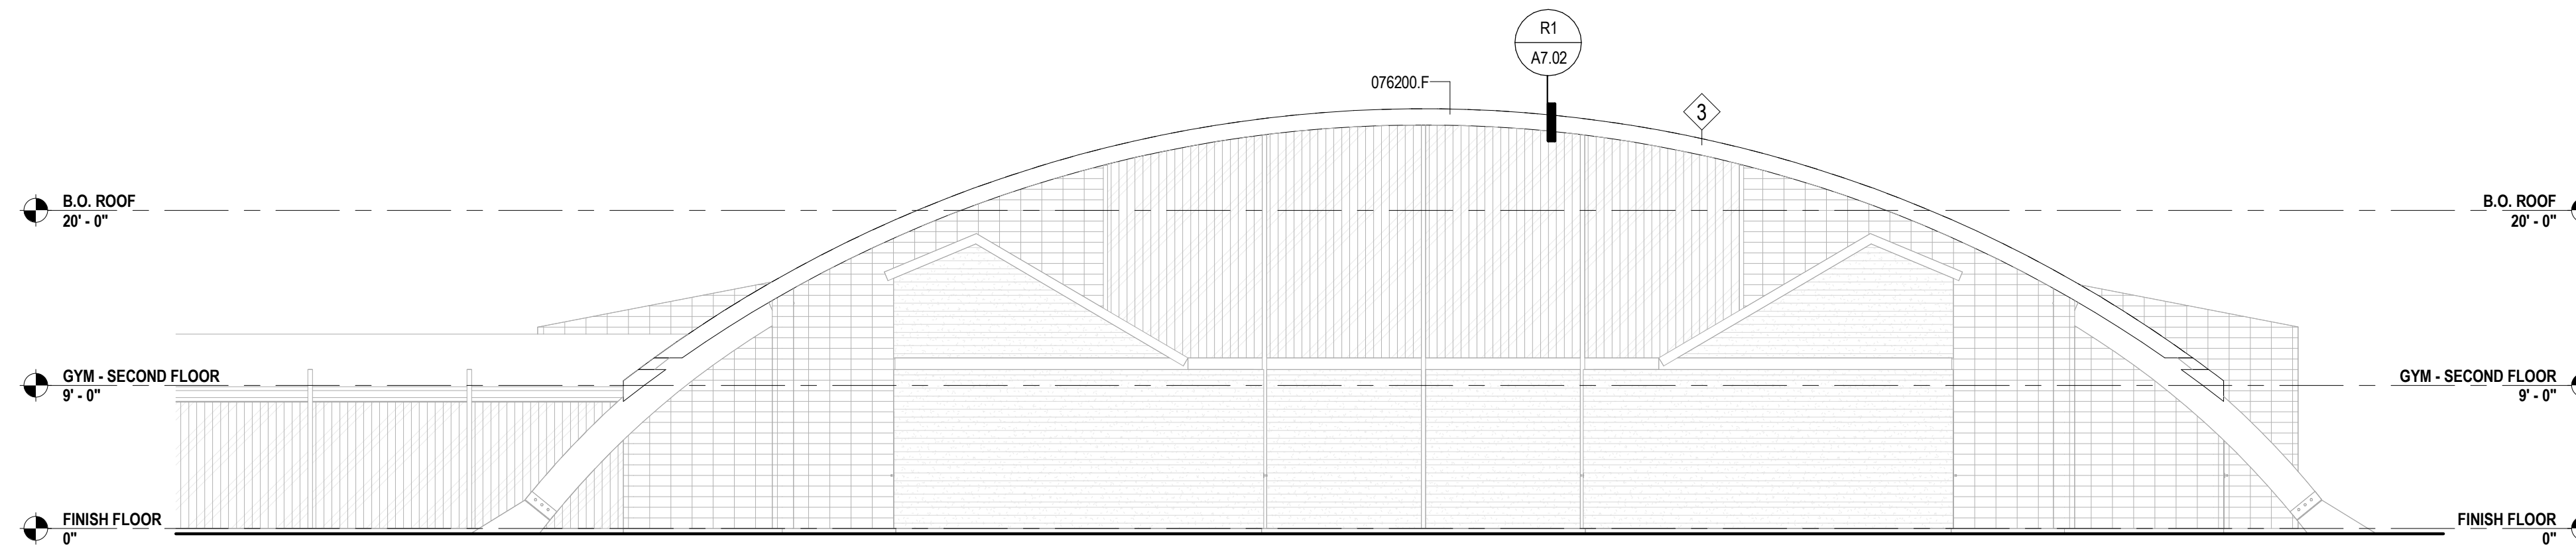 R1
A7.02
076200.F
3
B.O. ROOF
20' - 0"
B.O. ROOF
20' - 0"
GYM - SECOND FLOOR
9' - 0"
GYM - SECOND FLOOR
9' - 0"
FINISH FLOOR
0"
FINISH FLOOR
0"